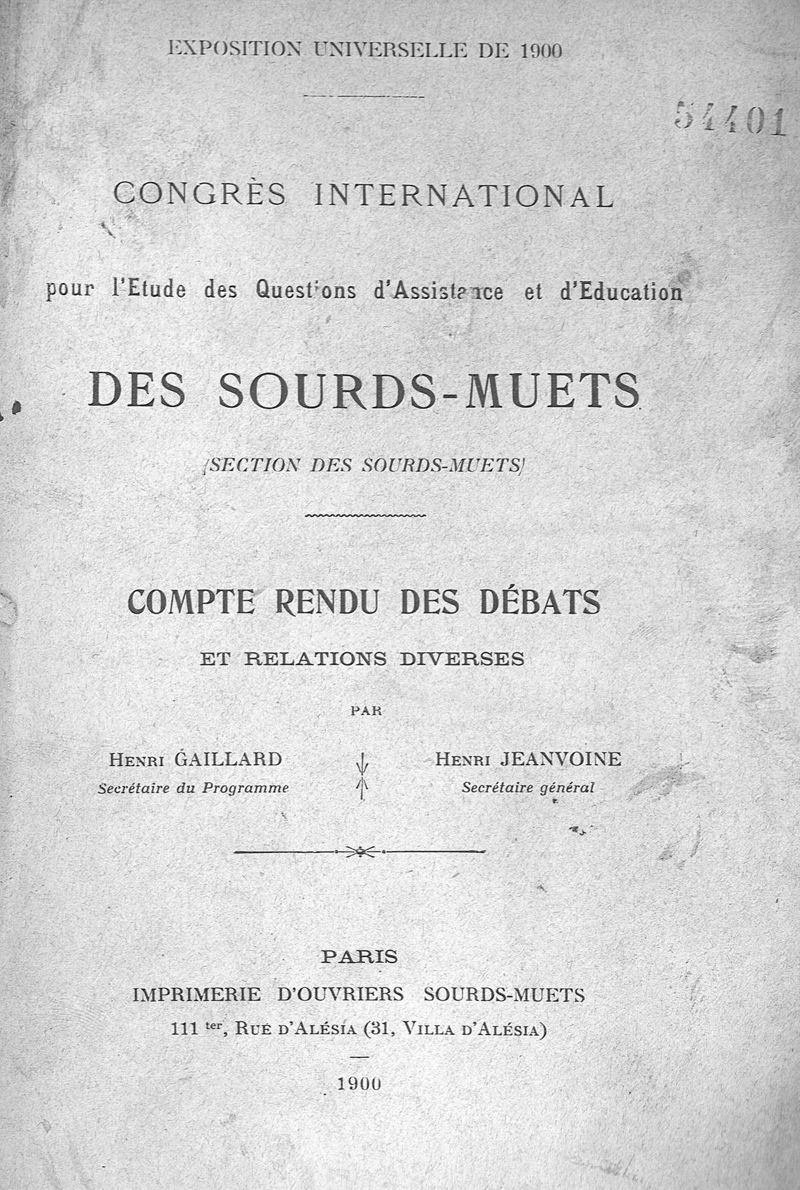 EXPOSITION UNIVERSELLE DE 1900
54401
CONGRÈS INTERNATIONAL
pour l'Etude des Questions d'Assistance et d'Education
DES SOURDS-MUETS
(SECTION DES SOURDS-MUETS)
COMPTE RENDU DES DÉBATS
ET RELATIONS DIVERSES
PAR
HENRI GAILLARD
Secrétaire du Programme
HENRI JEANVOINE
Secrétaire général
PARIS
IMPRIMERIE D'OUVRIERS SOURDS-MUETS
111 ter, RUE D'ALÉSIA (31, VILLA D'ALÉSIA)
1900